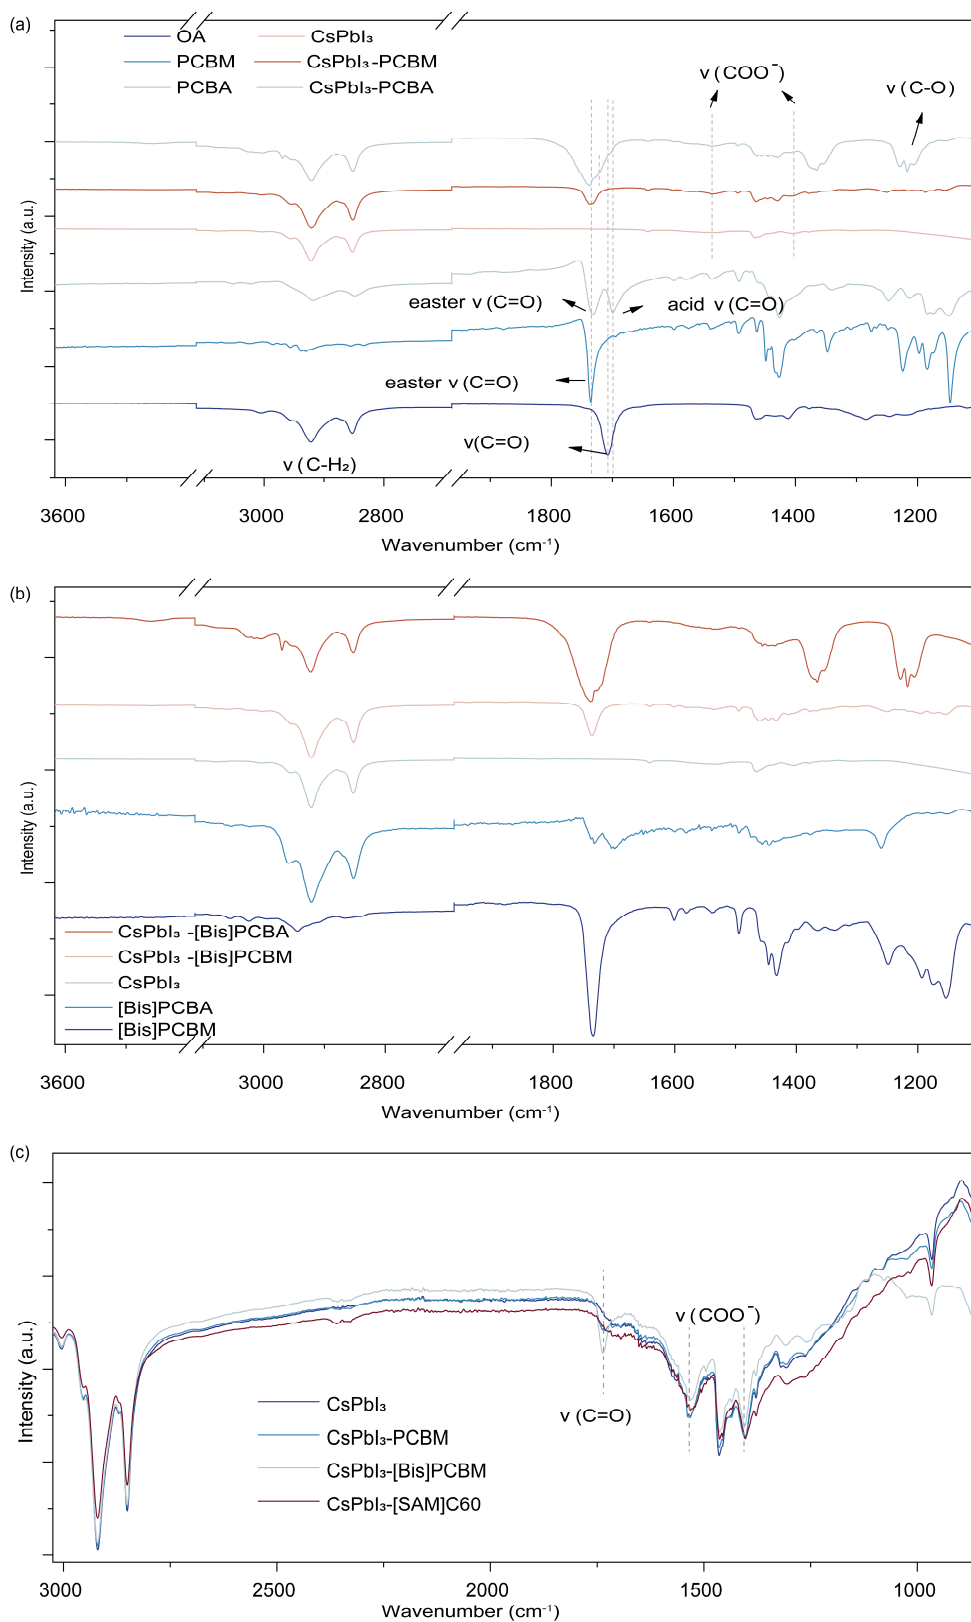 (a)
OA CsPbI₃
PCBM CsPbI₃-PCBM
PCBA CsPbI₃-PCBA
ν (COO⁻)
ν (C-O)
easter ν (C=O)
acid ν (C=O)
easter ν (C=O)
ν(C=O)
ν (C-H₂)
Intensity (a.u.)
3600 3000 2800 1800 1600 1400 1200
Wavenumber (cm⁻¹)
(b)
CsPbI₃ -[Bis]PCBA
CsPbI₃ -[Bis]PCBM
CsPbI₃
[Bis]PCBA
[Bis]PCBM
Intensity (a.u.)
3600 3000 2800 1800 1600 1400 1200
Wavenumber (cm⁻¹)
(c)
ν (COO⁻)
ν (C=O)
CsPbI₃
CsPbI₃-PCBM
CsPbI₃-[Bis]PCBM
CsPbI₃-[SAM]C60
Intensity (a.u.)
3000 2500 2000 1500 1000
Wavenumber (cm⁻¹)